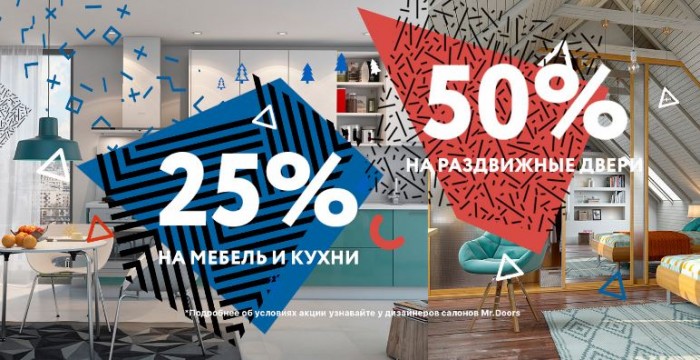 50%
НА РАЗДВИЖНЫЕ ДВЕРИ
25%
НА МЕБЕЛЬ И КУХНИ
*Подробнее об условиях акции узнавайте у дизайнеров салонов Mr.Doors